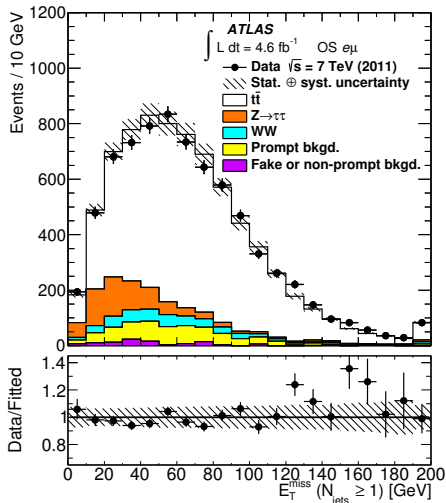 Events / 10 GeV
1200
1000
800
600
400
200
0
ATLAS
∫ L dt = 4.6 fb⁻¹ OS eμ
Data √s = 7 TeV (2011)
Stat. ⊕ syst. uncertainty
tt̄
Z→ττ
WW
Prompt bkgd.
Fake or non-prompt bkgd.
Data/Fitted
1.4
1.2
1
0.8
0 20 40 60 80 100 120 140 160 180 200
E_T^miss (N_jets ≥ 1) [GeV]